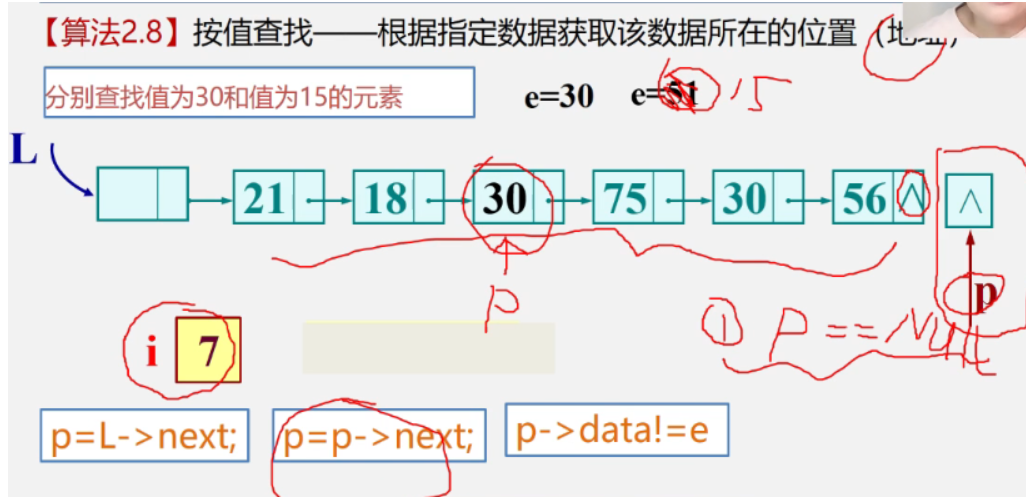 【算法2.8】按值查找——根据指定数据获取该数据所在的位置（地址）
分别查找值为30和值为15的元素
e=30 e=51 15
L
21 18 30 75 30 56 ∧ ∧
p
p
① P==NULL
i 7
p=L->next; p=p->next; p->data!=e